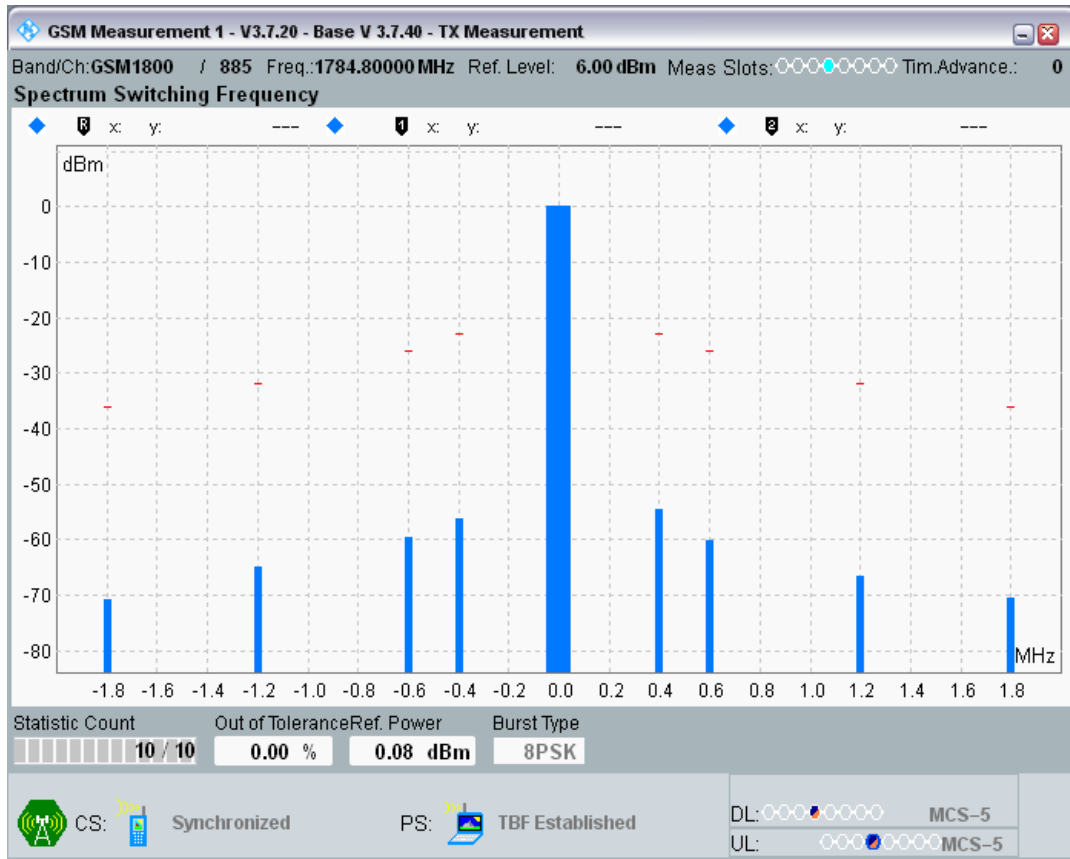 GSM Measurement 1 - V3.7.20 - Base V 3.7.40 - TX Measurement
Band/Ch:GSM1800 / 885 Freq.:1784.80000 MHz Ref. Level: 6.00 dBm Meas Slots: Tim.Advance.: 0
Spectrum Switching Frequency
R x: y: --- 1 x: y: --- 2 x: y: ---
dBm
0
-10
-20
-30
-40
-50
-60
-70
-80
MHz
-1.8 -1.6 -1.4 -1.2 -1.0 -0.8 -0.6 -0.4 -0.2 0.0 0.2 0.4 0.6 0.8 1.0 1.2 1.4 1.6 1.8
Statistic Count Out of Tolerance Ref. Power Burst Type
10 / 10 0.00 % 0.08 dBm 8PSK
CS: Synchronized PS: TBF Established
DL: MCS-5
UL: MCS-5